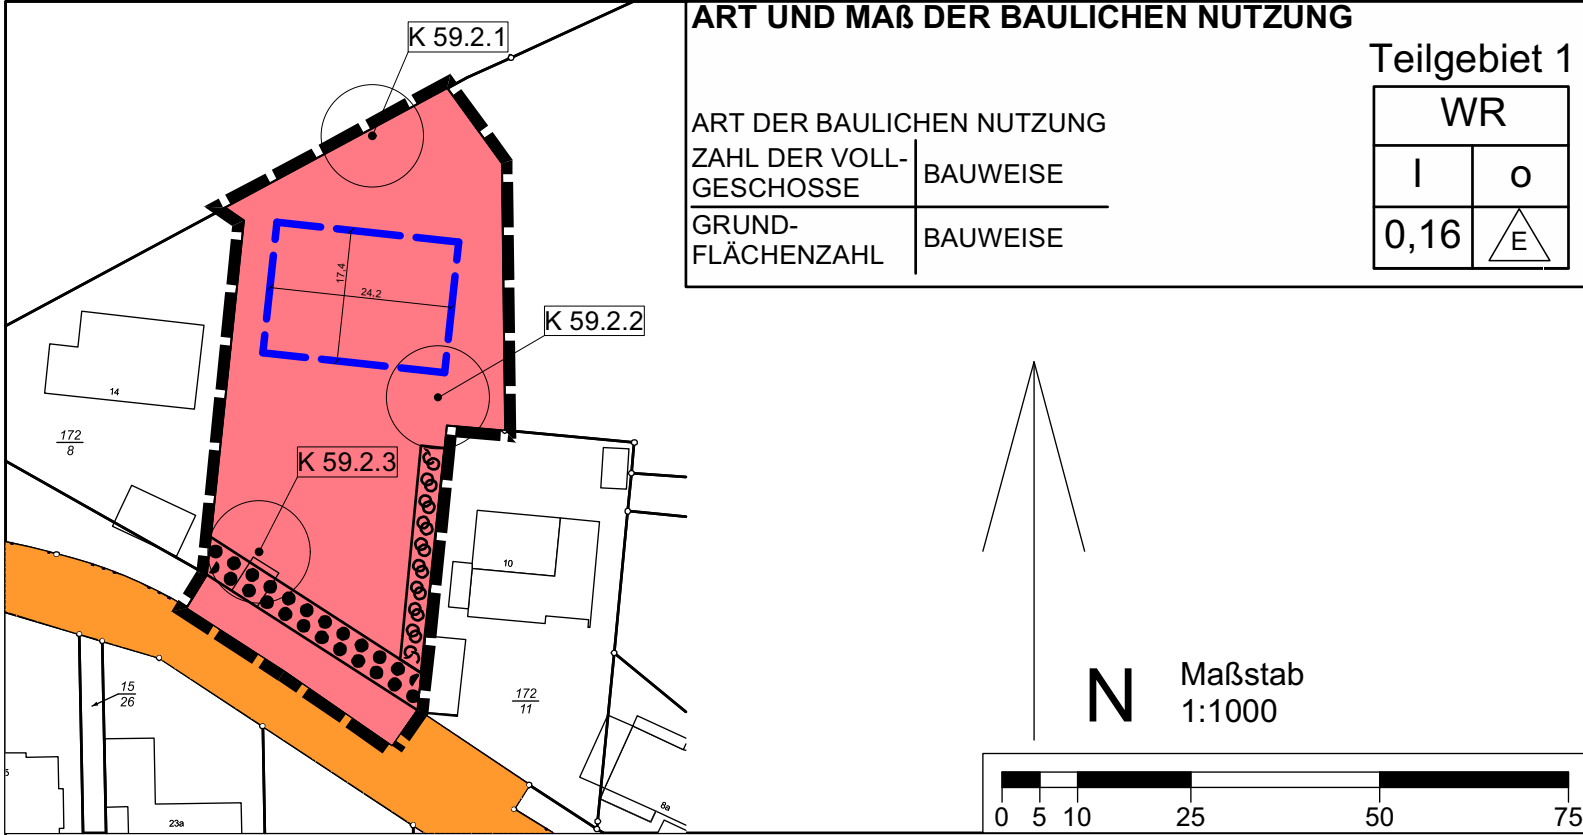 K 59.2.1
ART UND MAß DER BAULICHEN NUTZUNG
Teilgebiet 1
WR
I
o
0,16
E
ART DER BAULICHEN NUTZUNG
ZAHL DER VOLL-
GESCHOSSE
BAUWEISE
GRUND-
FLÄCHENZAHL
BAUWEISE
17,4
24,2
K 59.2.2
14
172
8
K 59.2.3
10
172
11
15
26
23a
8a
N
Maßstab
1:1000
0 5 10 25 50 75